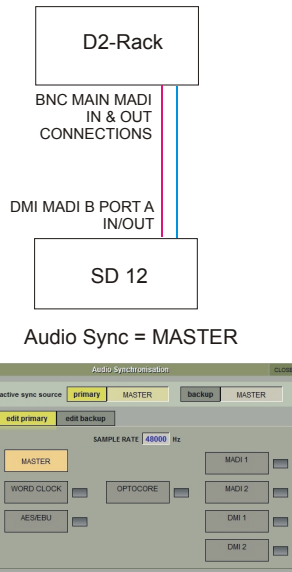 D2-Rack
BNC MAIN MADI
IN & OUT
CONNECTIONS
DMI MADI B PORT A
IN/OUT
SD 12
Audio Sync = MASTER
Audio Synchromisation
CLOSE
active sync source primary MASTER backup MASTER
edit primary edit backup
SAMPLE RATE 48000 Hz
MASTER
MADI 1
WORD CLOCK OPTOCORE MADI 2
AES/EBU DMI 1
DMI 2